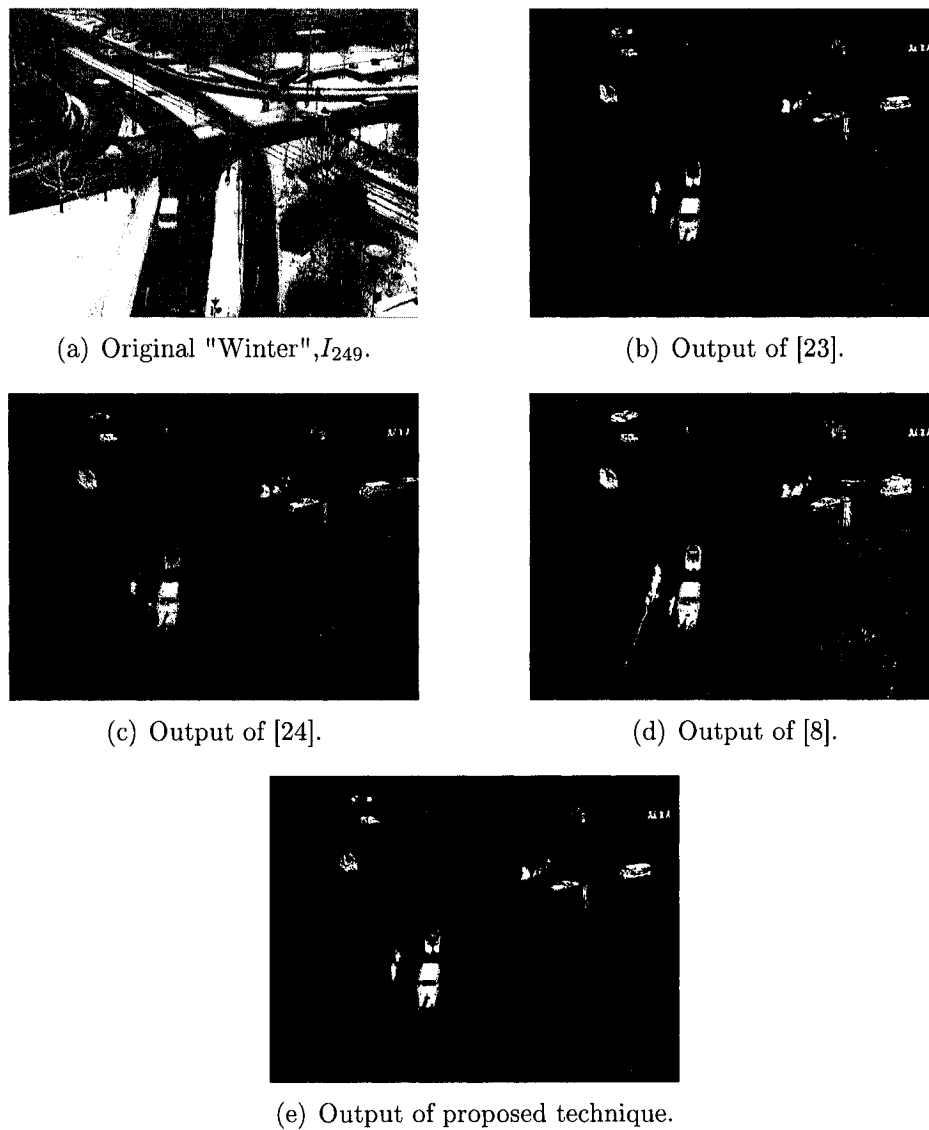 (a) Original "Winter",I₂₄₉.
(b) Output of [23].
(c) Output of [24].
(d) Output of [8].
(e) Output of proposed technique.